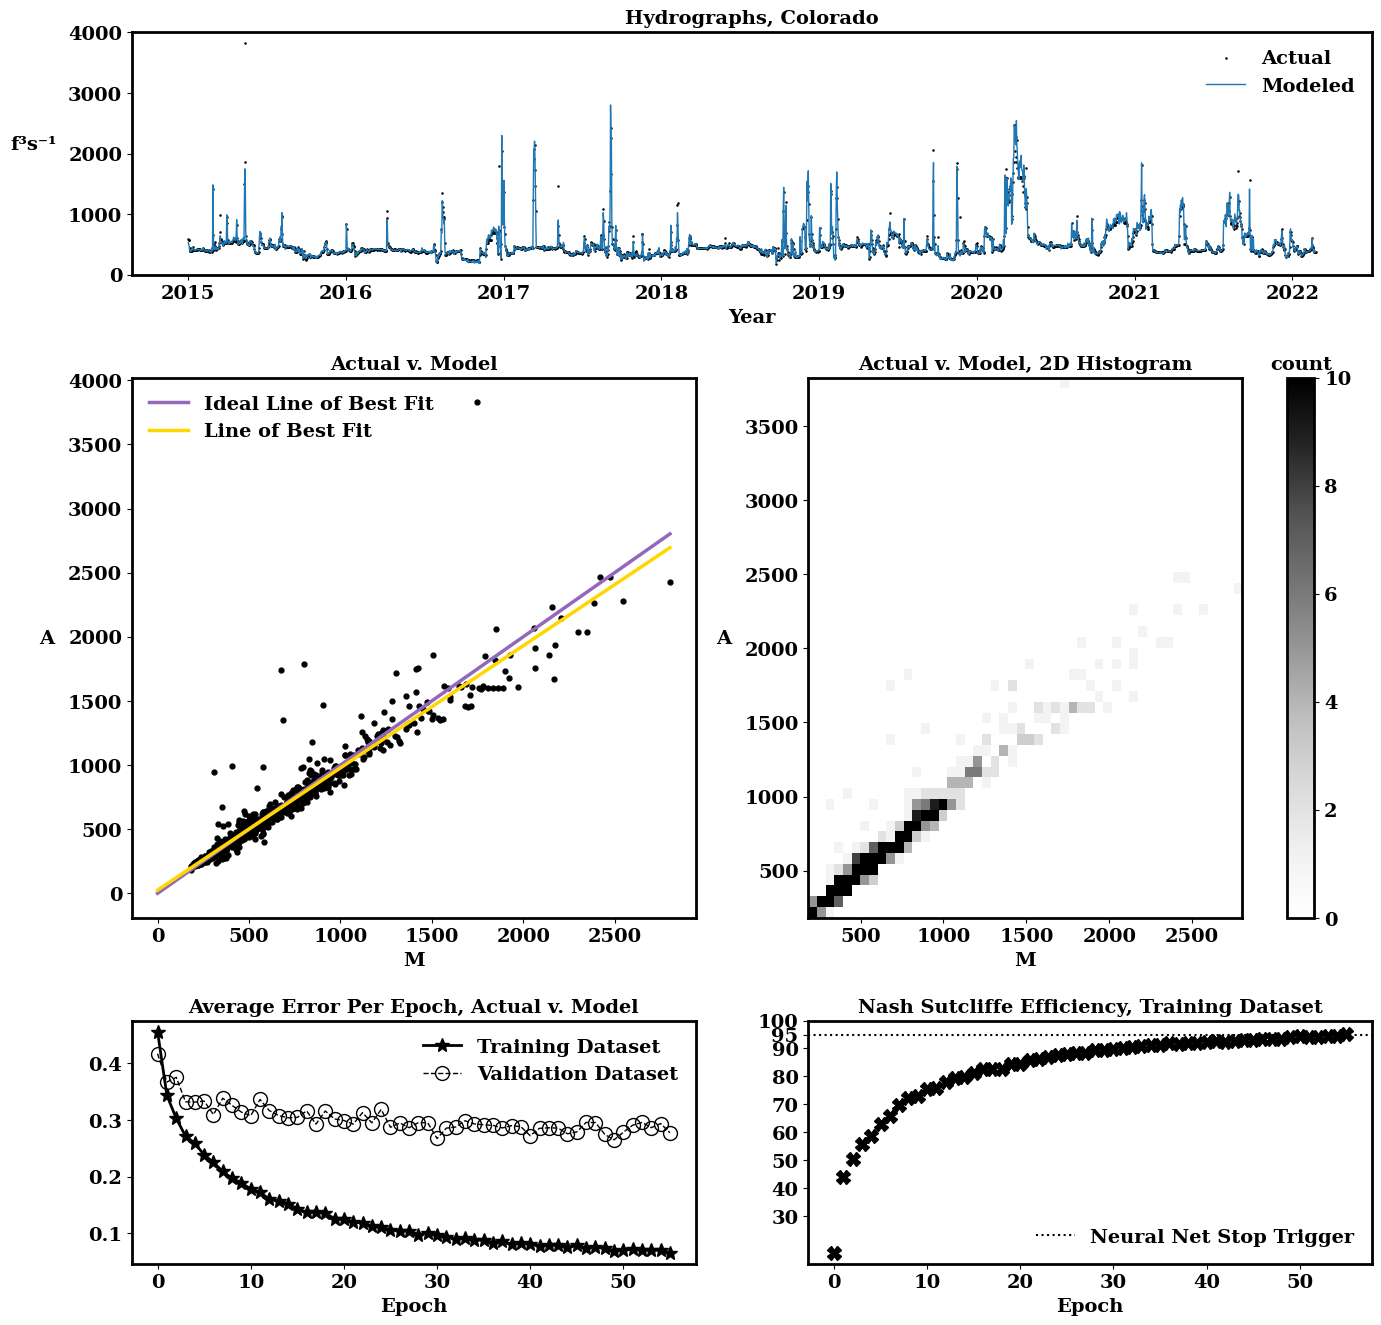 Hydrographs, Colorado
4000
3000
2000
1000
0
f³s⁻¹
Actual
Modeled
2015 2016 2017 2018 2019 2020 2021 2022
Year
Actual v. Model
4000
3500
3000
2500
2000
1500
1000
500
0
A
Ideal Line of Best Fit
Line of Best Fit
0 500 1000 1500 2000 2500
M
Actual v. Model, 2D Histogram
3500
3000
2500
2000
1500
1000
500
A
500 1000 1500 2000 2500
M
count
10
8
6
4
2
0
Average Error Per Epoch, Actual v. Model
0.4
0.3
0.2
0.1
Training Dataset
Validation Dataset
0 10 20 30 40 50
Epoch
Nash Sutcliffe Efficiency, Training Dataset
100
95
90
80
70
60
50
40
30
Neural Net Stop Trigger
0 10 20 30 40 50
Epoch